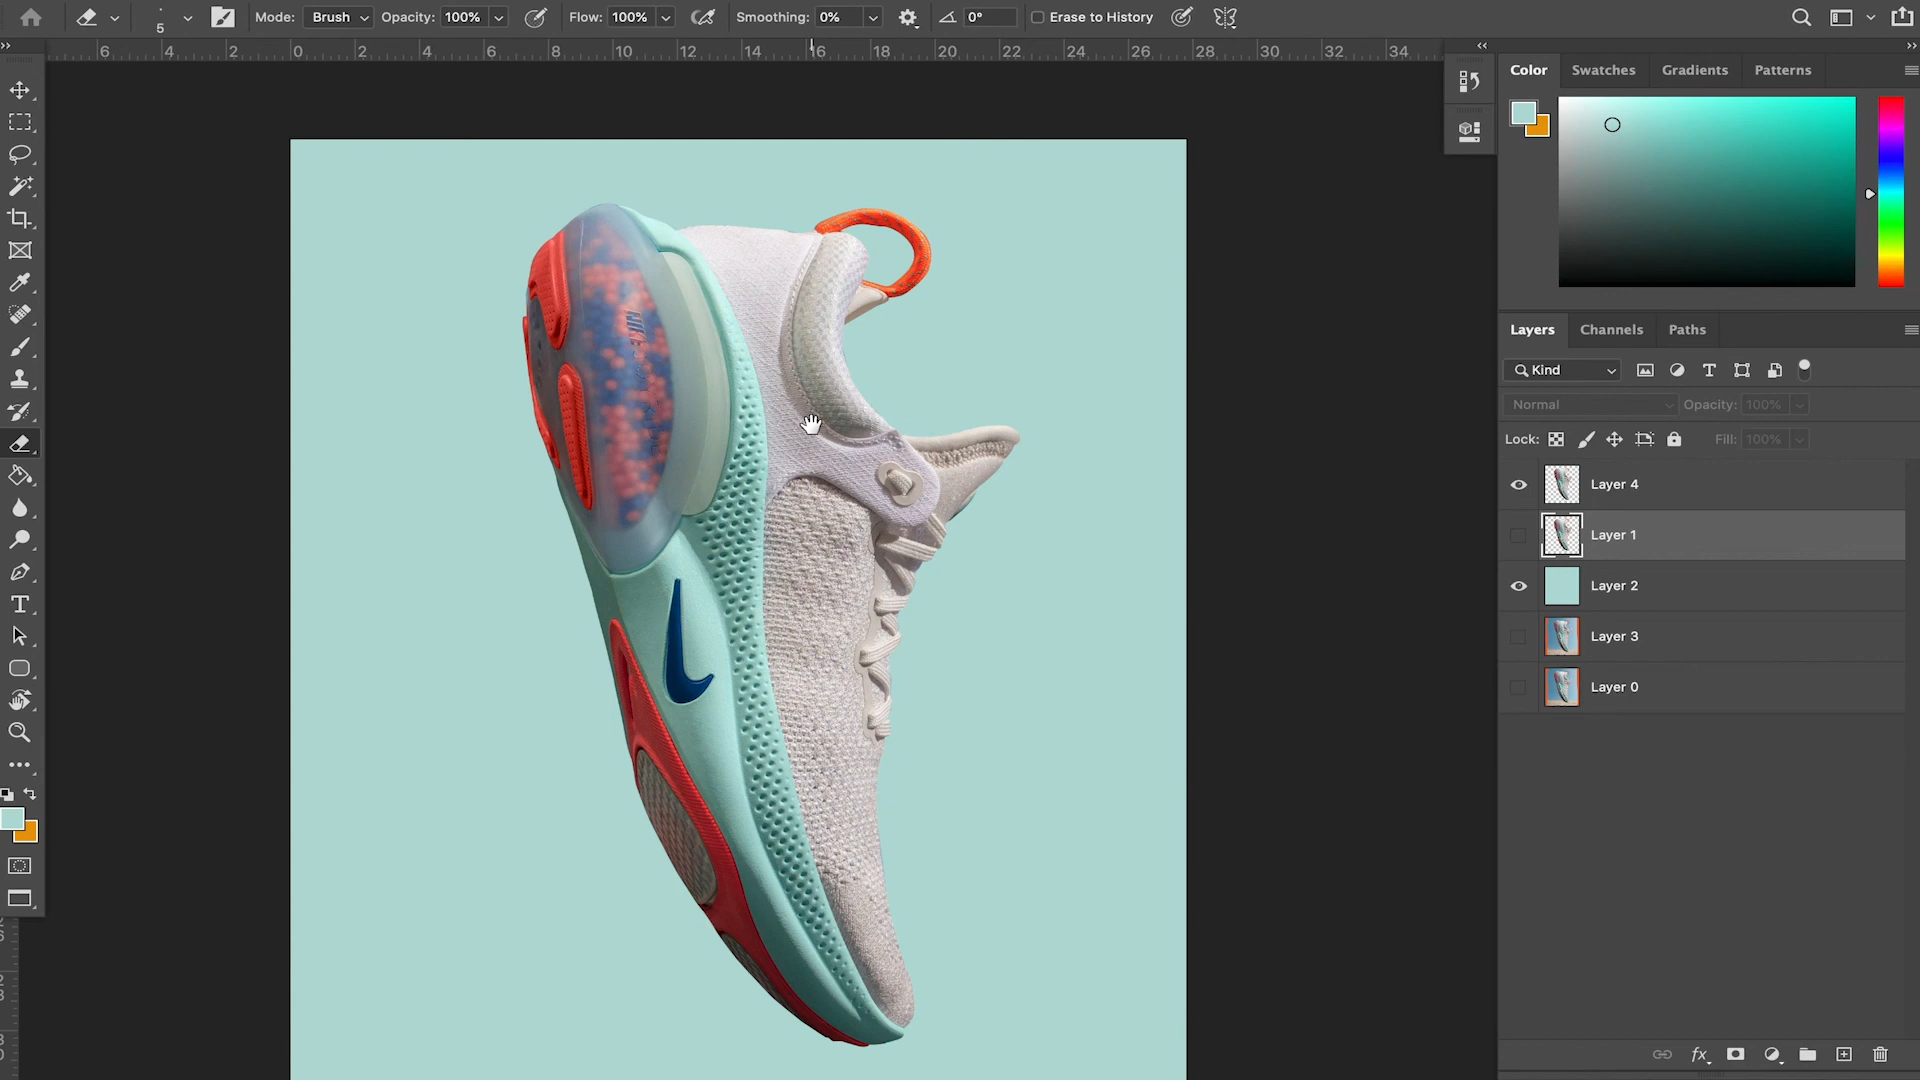 5
Mode: Brush Opacity: 100% Flow: 100% Smoothing: 0% 0° Erase to History
6 4 2 0 2 4 6 8 10 12 14 16 18 20 22 24 26 28 30 32 34
Color Swatches Gradients Patterns
Layers Channels Paths
Kind
Normal Opacity: 100%
Lock: Fill: 100%
Layer 4
Layer 1
Layer 2
Layer 3
Layer 0
fx